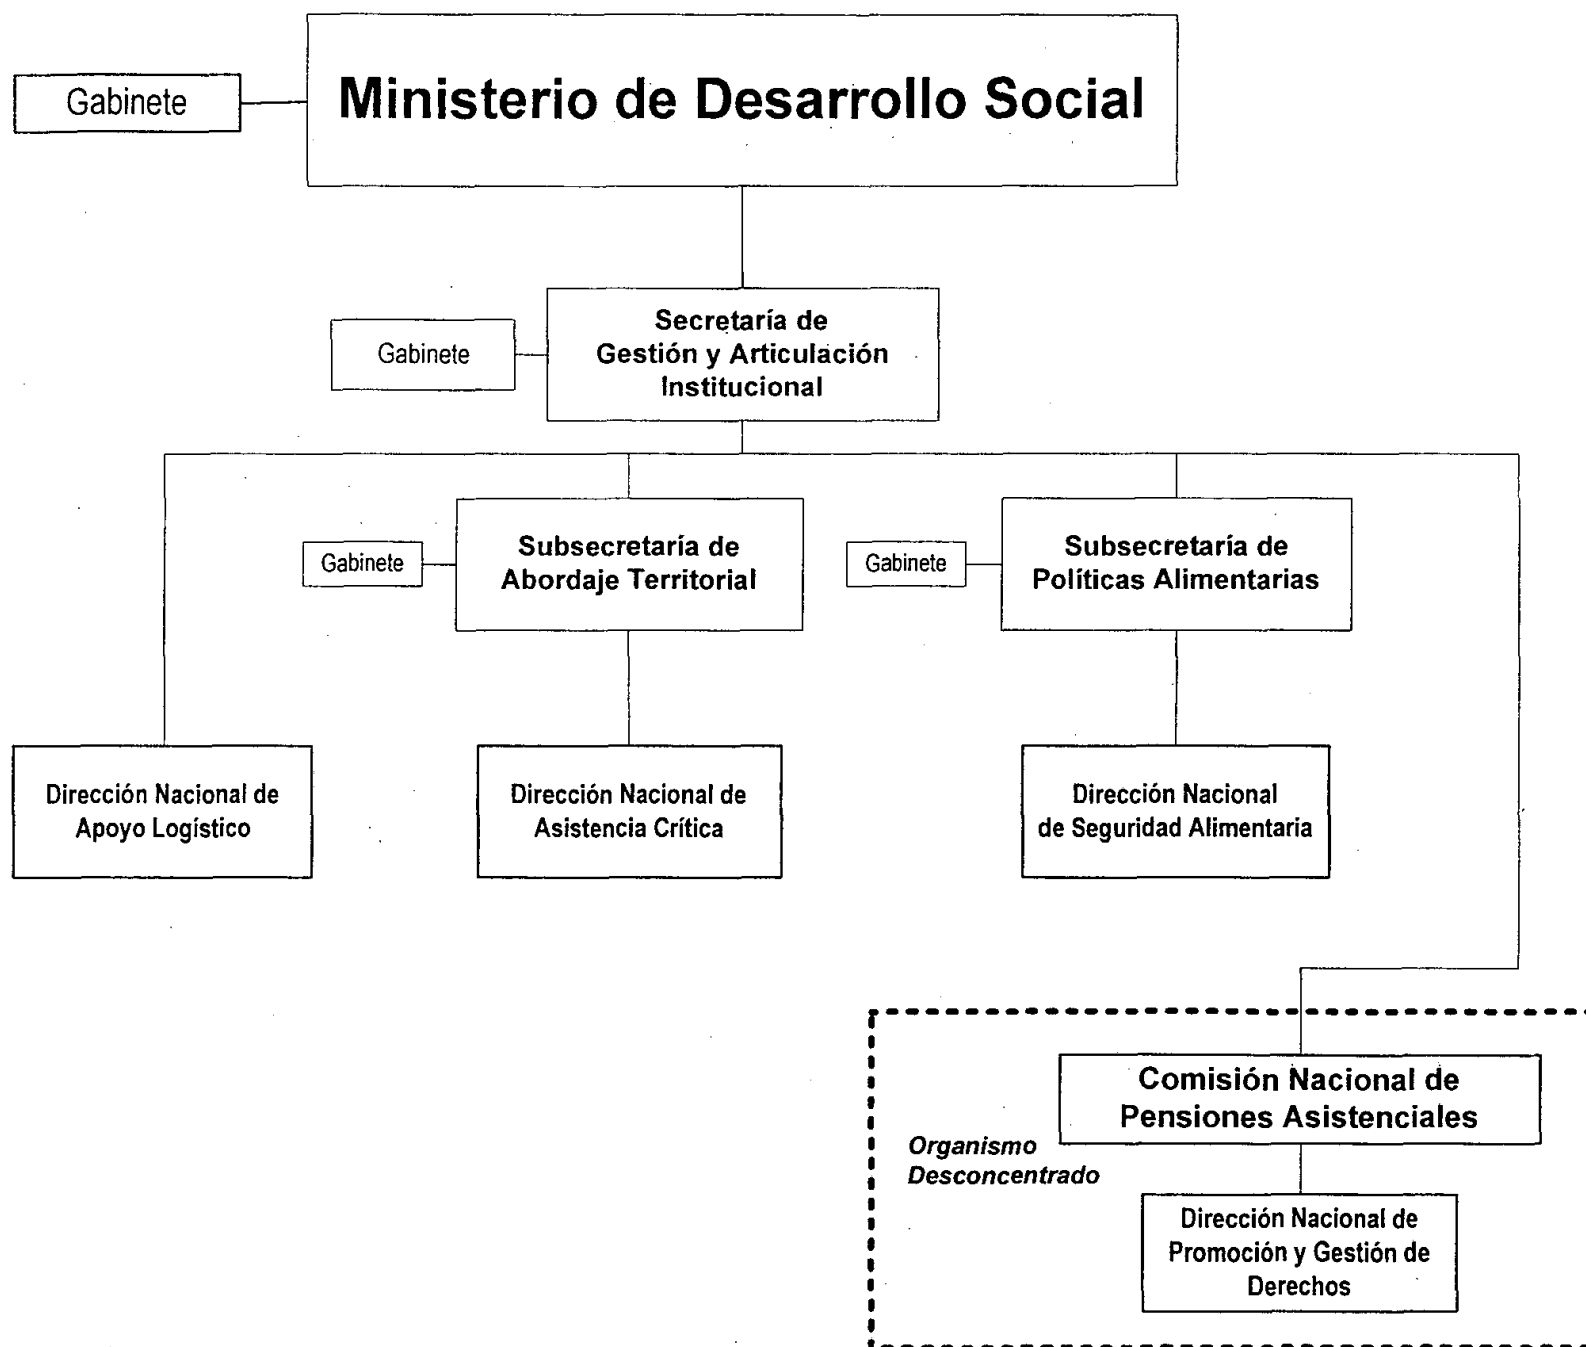 Gabinete
Ministerio de Desarrollo Social
Gabinete
Secretaría de
Gestión y Articulación
Institucional
Gabinete
Subsecretaría de
Abordaje Territorial
Gabinete
Subsecretaría de
Políticas Alimentarias
Dirección Nacional de
Apoyo Logístico
Dirección Nacional de
Asistencia Crítica
Dirección Nacional
de Seguridad Alimentaria
Organismo
Desconcentrado
Comisión Nacional de
Pensiones Asistenciales
Dirección Nacional de
Promoción y Gestión de
Derechos